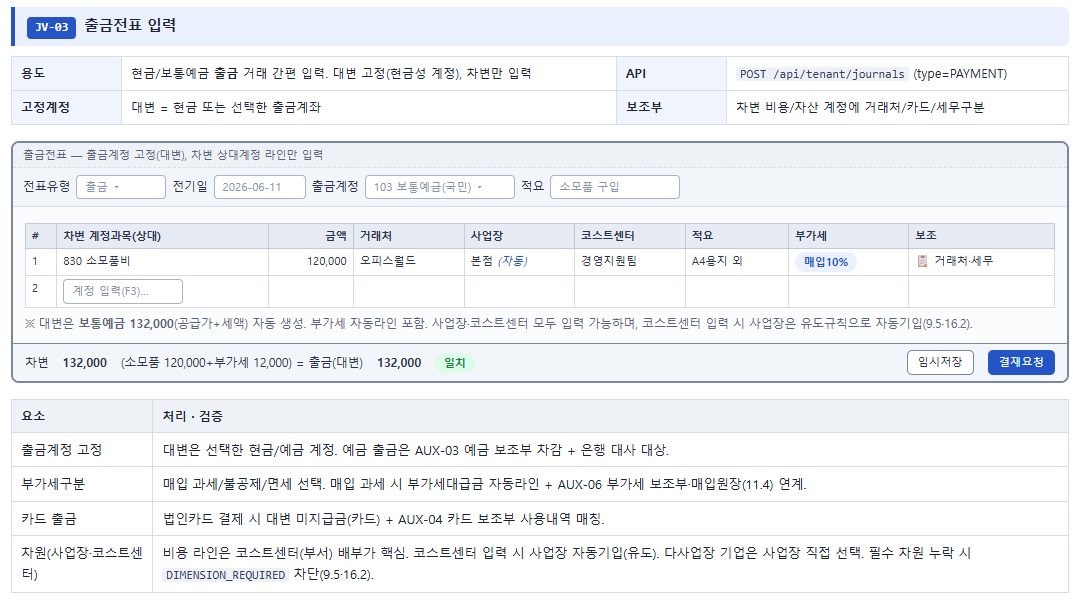 JV-03 출금전표 입력
용도 현금/보통예금 출금 거래 간편 입력. 대변 고정(현금성 계정), 차변만 입력 API POST /api/tenant/journals (type=PAYMENT)
고정계정 대변 = 현금 또는 선택한 출금계좌 보조부 차변 비용/자산 계정에 거래처/카드/세무구분
출금전표 — 출금계정 고정(대변), 차변 상대계정 라인만 입력
전표유형 출금 전기일 2026-06-11 출금계정 103 보통예금(국민) 적요 소모품 구입
# 차변 계정과목(상대) 금액 거래처 사업장 코스트센터 적요 부가세 보조
1 830 소모품비 120,000 오피스월드 본점 (자동) 경영지원팀 A4용지 외 매입10% 거래처·세무
2 계정 입력(F3)...
※ 대변은 보통예금 132,000(공급가+세액) 자동 생성. 부가세 자동라인 포함. 사업장·코스트센터 모두 입력 가능하며, 코스트센터 입력 시 사업장은 유도규칙으로 자동기입(9.5·16.2).
차변 132,000 (소모품 120,000+부가세 12,000) = 출금(대변) 132,000 일치 임시저장 결재요청
요소 처리 · 검증
출금계정 고정 대변은 선택한 현금/예금 계정. 예금 출금은 AUX-03 예금 보조부 차감 + 은행 대사 대상.
부가세구분 매입 과세/불공제/면세 선택. 매입 과세 시 부가세대급금 자동라인 + AUX-06 부가세 보조부·매입원장(11.4) 연계.
카드 출금 법인카드 결제 시 대변 미지급금(카드) + AUX-04 카드 보조부 사용내역 매칭.
차원(사업장·코스트센 비용 라인은 코스트센터(부서) 배부가 핵심. 코스트센터 입력 시 사업장 자동기입(유도). 다사업장 기업은 사업장 직접 선택. 필수 차원 누락 시
터) DIMENSION_REQUIRED 차단(9.5·16.2).